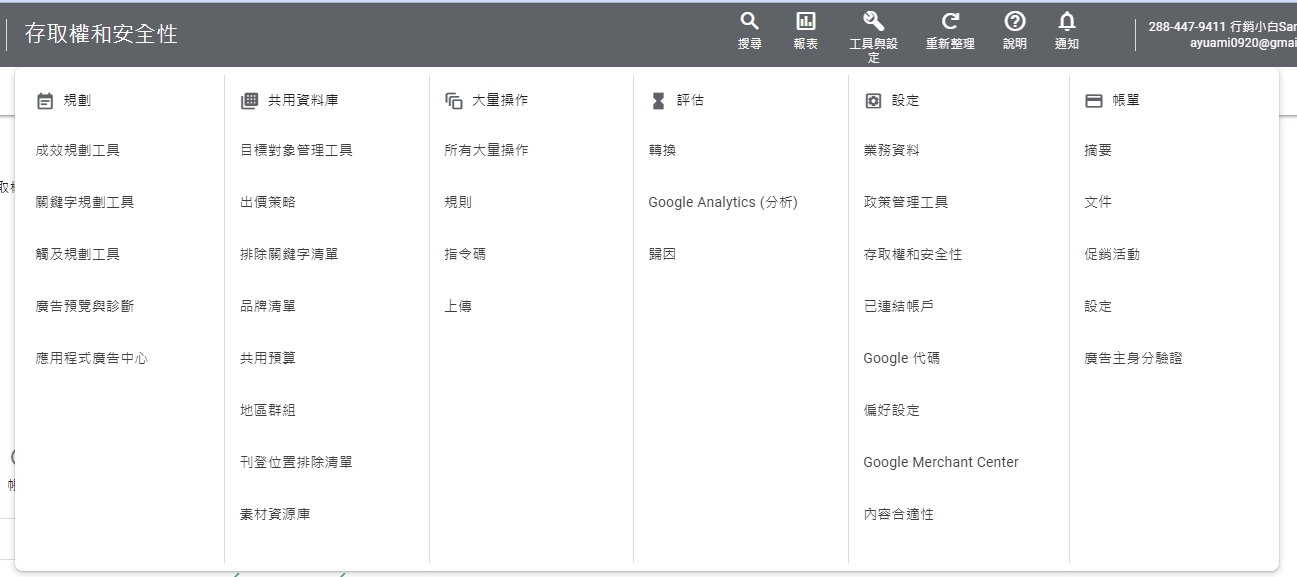 存取權和安全性
搜尋
報表
工具與設
定
重新整理
說明
通知
288-447-9411 行銷小白Sar
ayuami0920@gmai
規劃
成效規劃工具
關鍵字規劃工具
觸及規劃工具
廣告預覽與診斷
應用程式廣告中心
共用資料庫
目標對象管理工具
出價策略
排除關鍵字清單
品牌清單
共用預算
地區群組
刊登位置排除清單
素材資源庫
大量操作
所有大量操作
規則
指令碼
上傳
評估
轉換
Google Analytics (分析)
歸因
設定
業務資料
政策管理工具
存取權和安全性
已連結帳戶
Google 代碼
偏好設定
Google Merchant Center
內容合適性
帳單
摘要
文件
促銷活動
設定
廣告主身分驗證